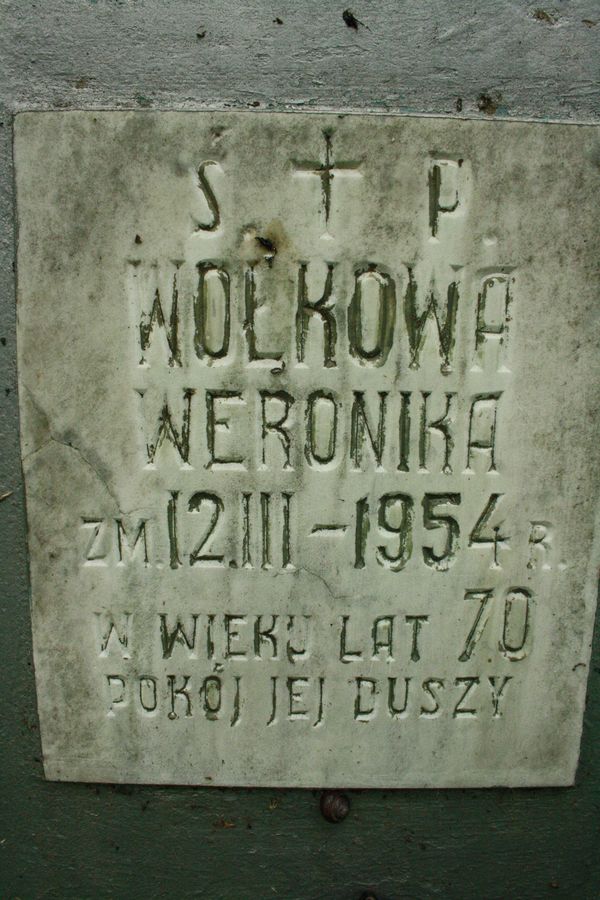 S † P.
WOŁKOWA
WERONIKA
ZM. 12.III – 1954 R.
W WIEKU LAT 70
POKÓJ JEJ DUSZY